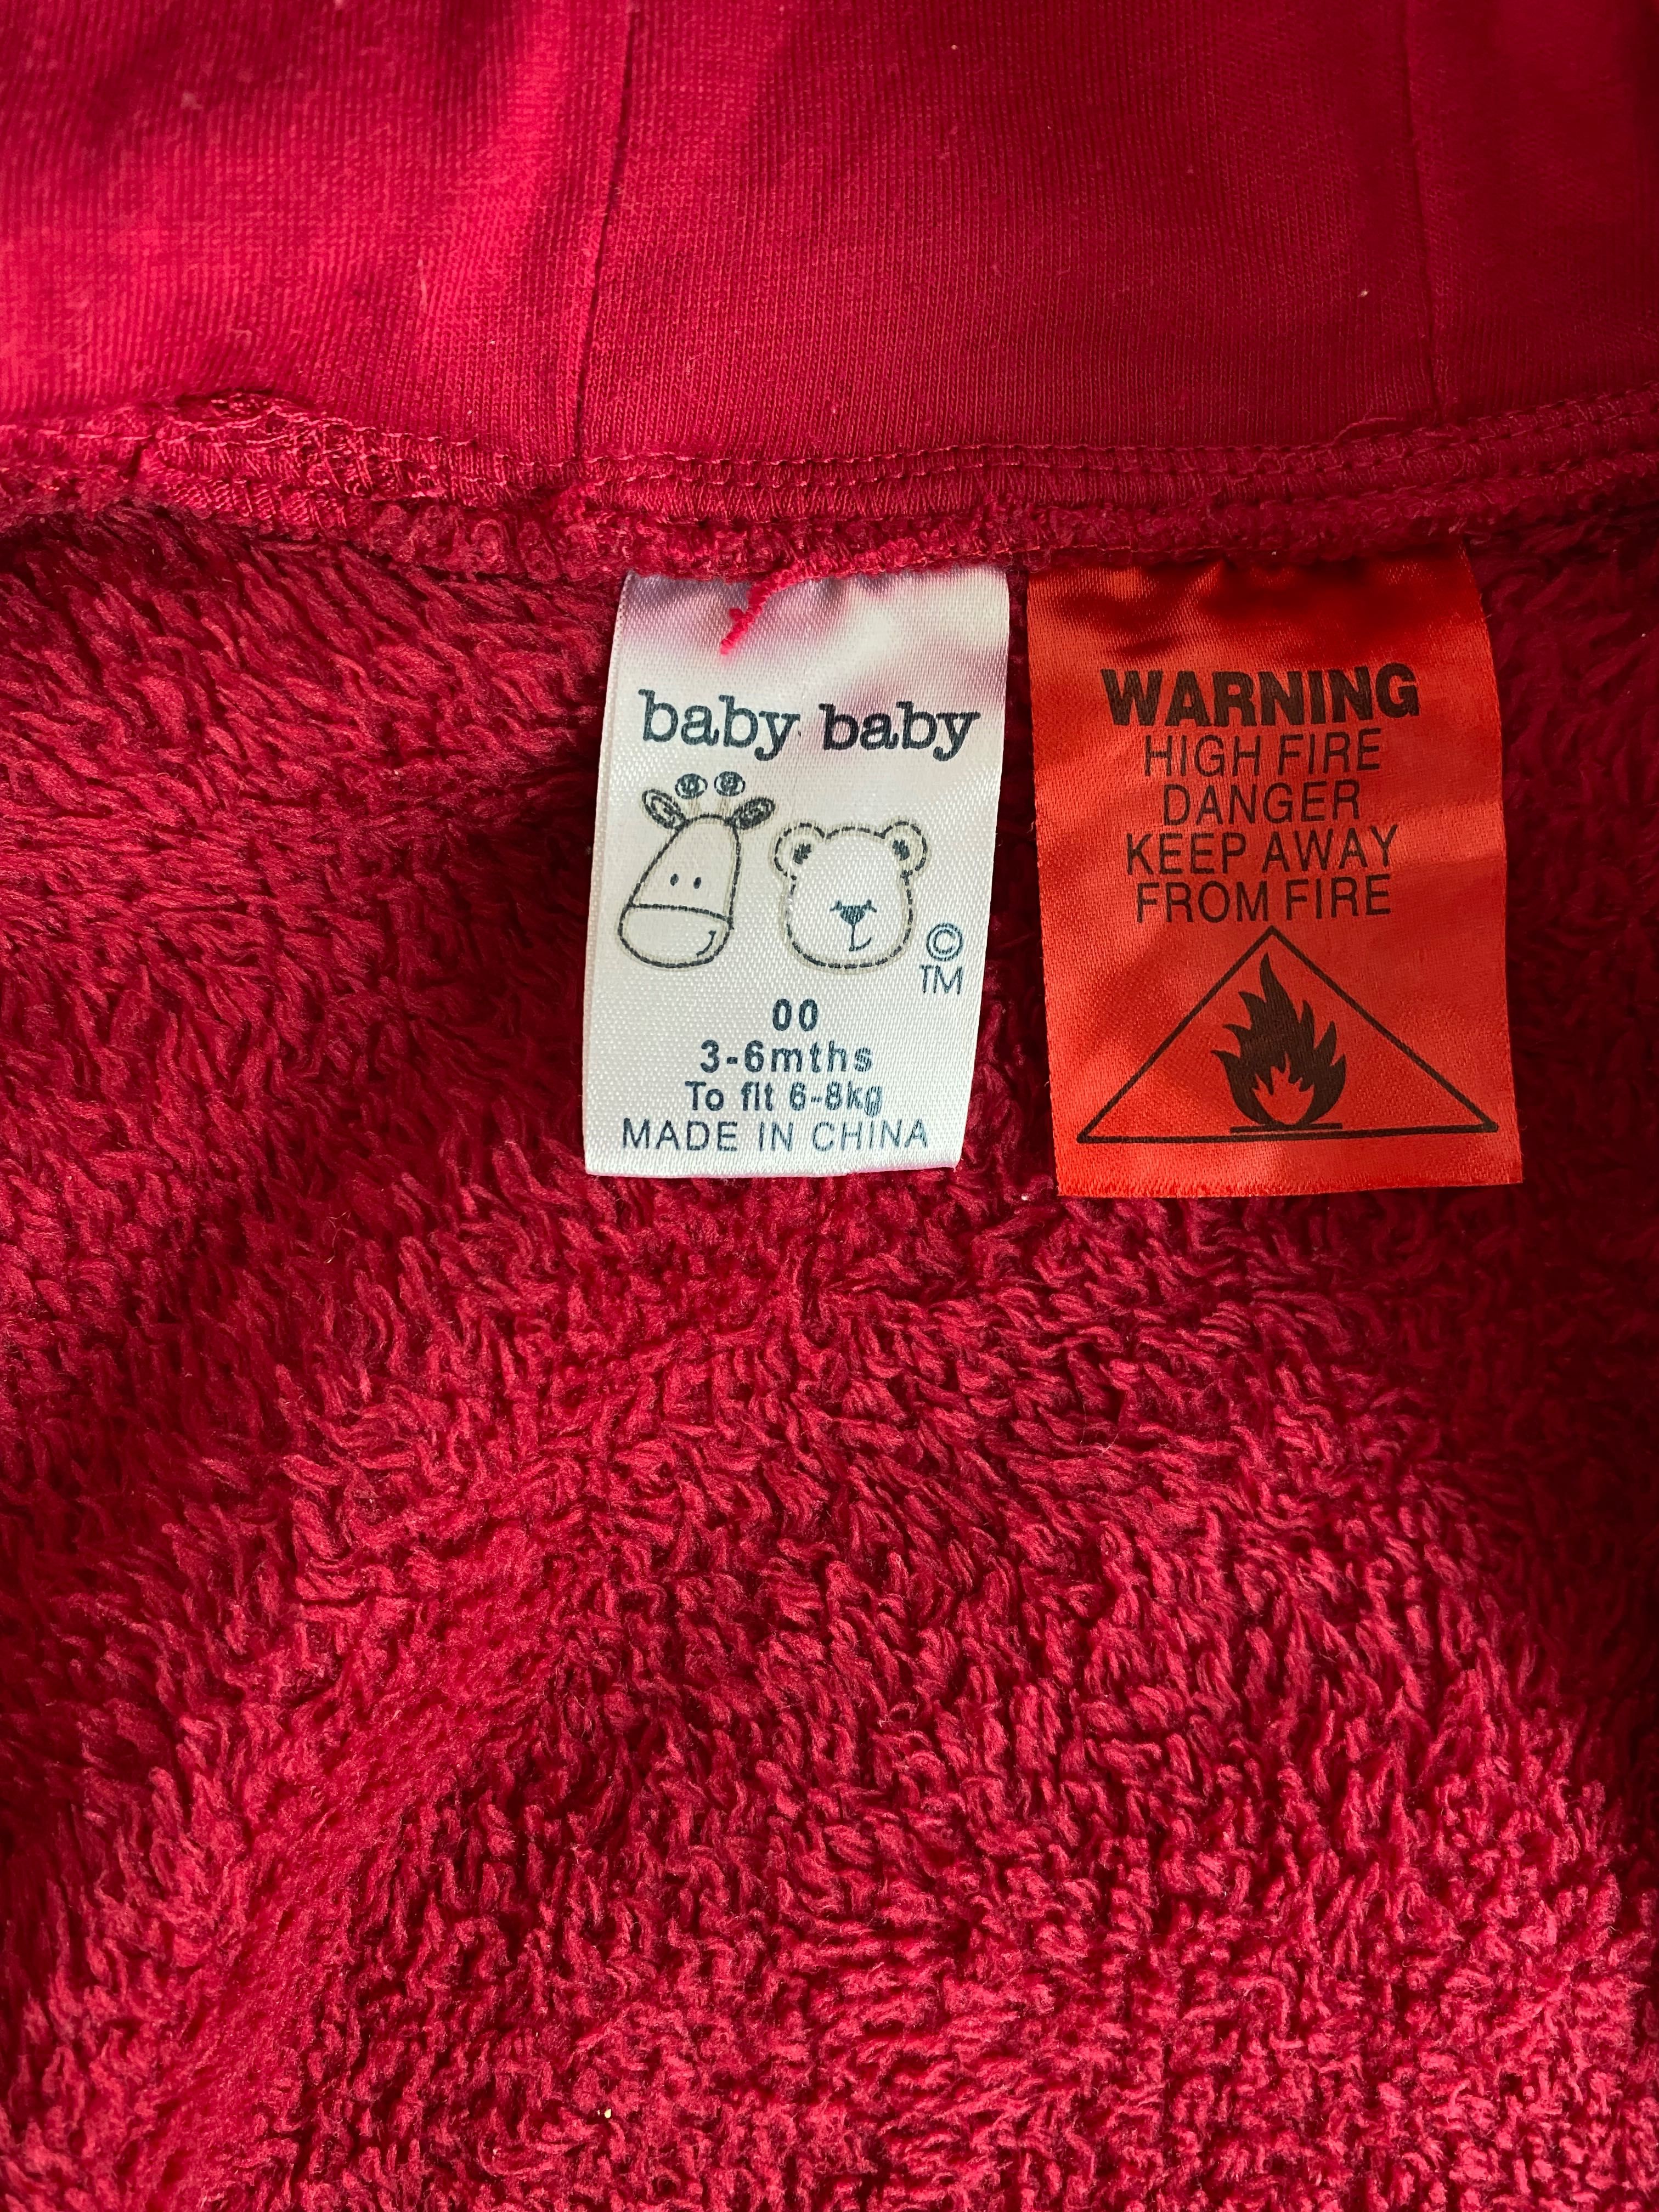 baby baby
©
TM
00
3-6mths
To fit 6-8kg
MADE IN CHINA
WARNING
HIGH FIRE
DANGER
KEEP AWAY
FROM FIRE